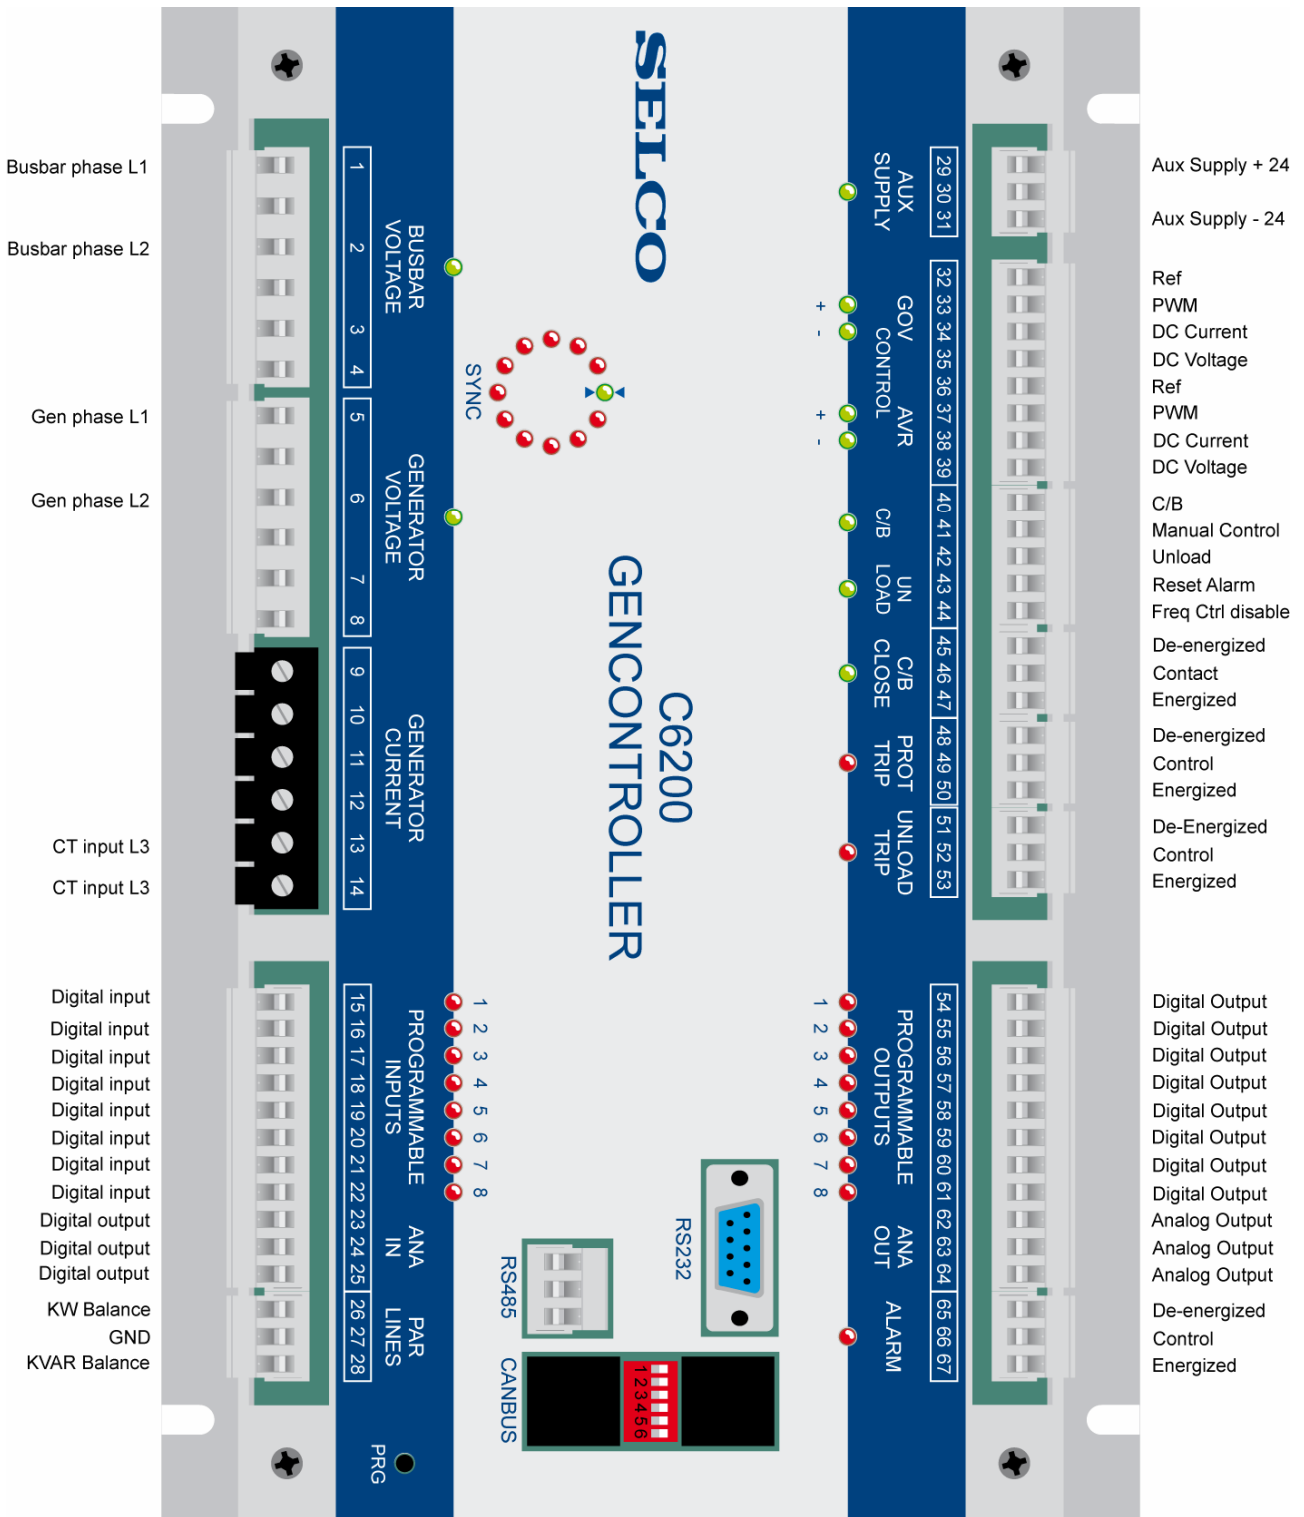 Busbar phase L1
Busbar phase L2
Gen phase L1
Gen phase L2
CT input L3
CT input L3
Digital input
Digital input
Digital input
Digital input
Digital input
Digital input
Digital input
Digital input
Digital output
Digital output
Digital output
KW Balance
GND
KVAR Balance
1
2
3
4
5
6
7
8
9
10
11
12
13
14
15 16 17 18 19 20 21 22 23 24 25
26 27 28
BUSBAR
VOLTAGE
GENERATOR
VOLTAGE
GENERATOR
CURRENT
PROGRAMMABLE
INPUTS
ANA
IN
PAR
LINES
PRG
1
2
3
4
5
6
7
8
SELCO
SYNC
C6200
GENCONTROLLER
RS485
RS232
CANBUS
1 2 3 4 5 6
+
-
+
-
1
2
3
4
5
6
7
8
AUX
SUPPLY
GOV
CONTROL
AVR
C/B
UN
LOAD
C/B
CLOSE
PROT
TRIP
UNLOAD
TRIP
PROGRAMMABLE
OUTPUTS
ANA
OUT
ALARM
29 30 31
32 33 34 35 36 37 38 39
40 41 42 43 44
45 46 47
48 49 50
51 52 53
54 55 56 57 58 59 60 61 62 63 64
65 66 67
Aux Supply + 24
Aux Supply - 24
Ref
PWM
DC Current
DC Voltage
Ref
PWM
DC Current
DC Voltage
C/B
Manual Control
Unload
Reset Alarm
Freq Ctrl disable
De-energized
Contact
Energized
De-energized
Control
Energized
De-Energized
Control
Energized
Digital Output
Digital Output
Digital Output
Digital Output
Digital Output
Digital Output
Digital Output
Digital Output
Analog Output
Analog Output
Analog Output
De-energized
Control
Energized